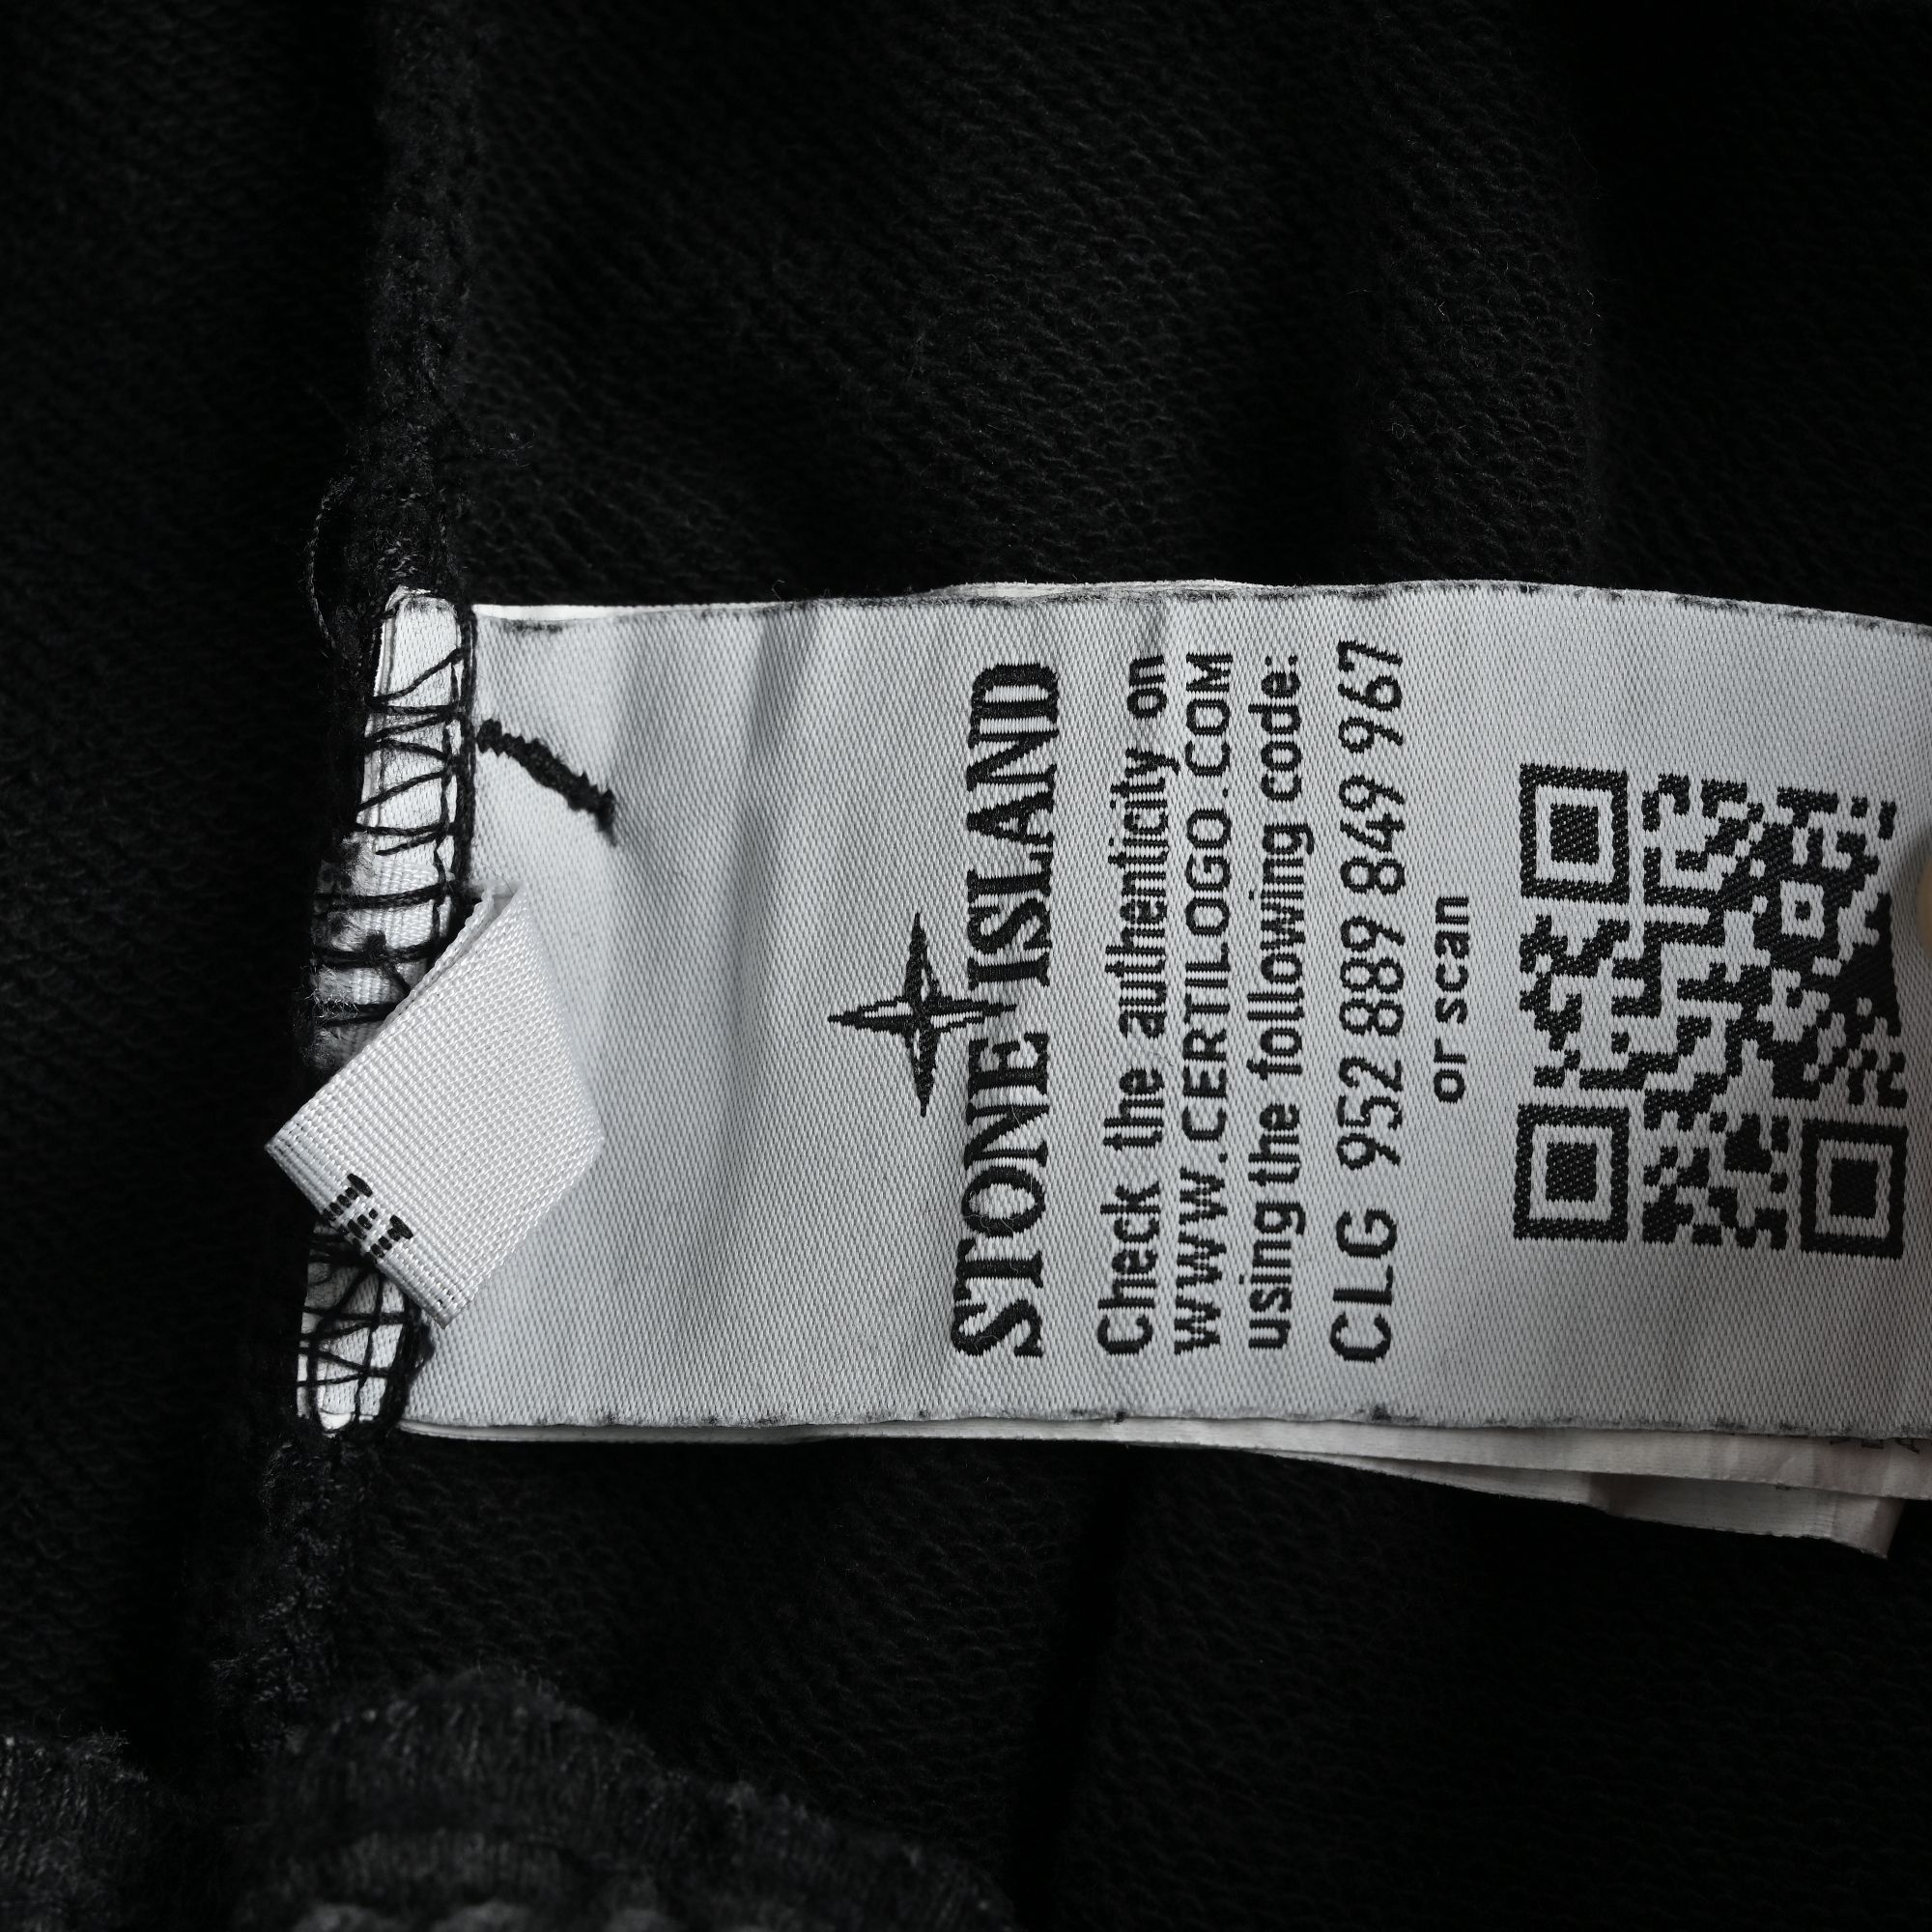 STONE ISLAND
Check the authenticity on
WWW.CERTILOGO.COM
using the following code:
CLG 952 889 849 967
or scan